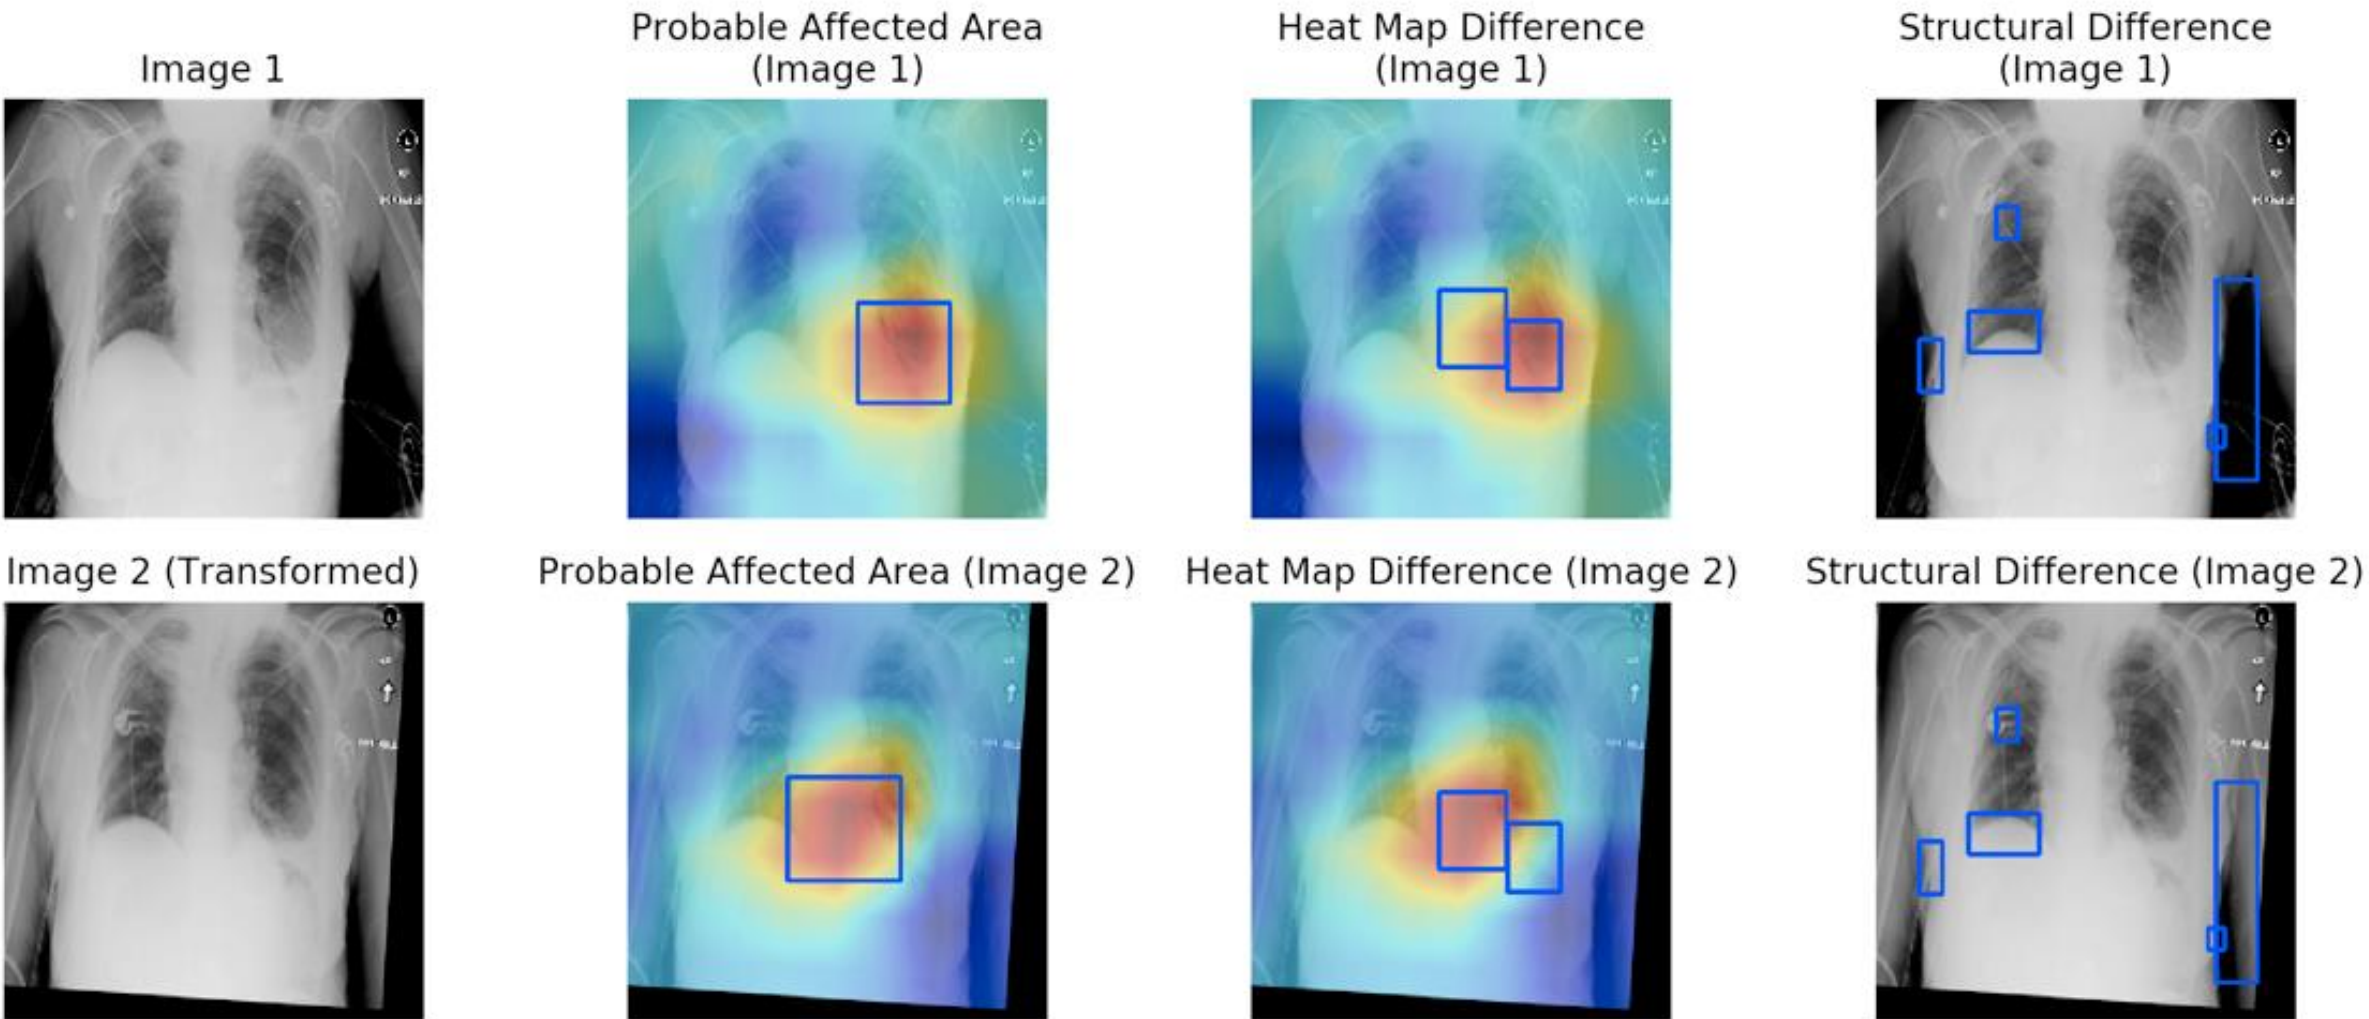 Image 1
Probable Affected Area
(Image 1)
Heat Map Difference
(Image 1)
Structural Difference
(Image 1)
L
L
L
Image 2 (Transformed)
Probable Affected Area (Image 2)
Heat Map Difference (Image 2)
Structural Difference (Image 2)